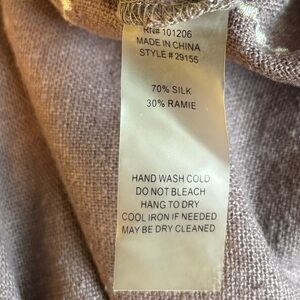 RN# 101206
MADE IN CHINA
STYLE # 29155
70% SILK
30% RAMIE
HAND WASH COLD
DO NOT BLEACH
HANG TO DRY
COOL IRON IF NEEDED
MAY BE DRY CLEANED